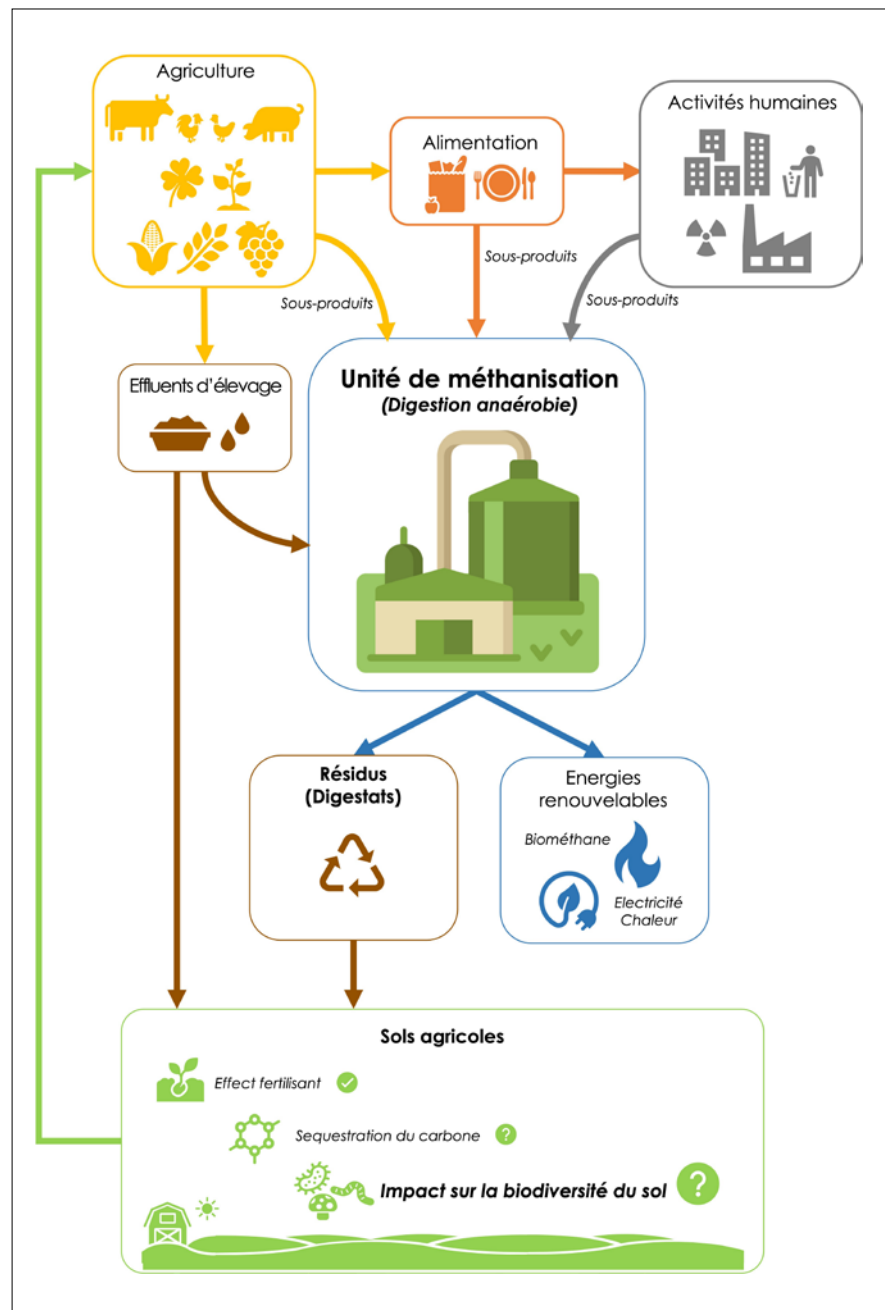 Agriculture
Alimentation
Activités humaines
Sous-produits
Sous-produits
Sous-produits
Effluents d'élevage
Unité de méthanisation
(Digestion anaérobie)
Résidus
(Digestats)
Energies
renouvelables
Biométhane
Electricité
Chaleur
Sols agricoles
Effect fertilisant
Sequestration du carbone
?
Impact sur la biodiversité du sol
?